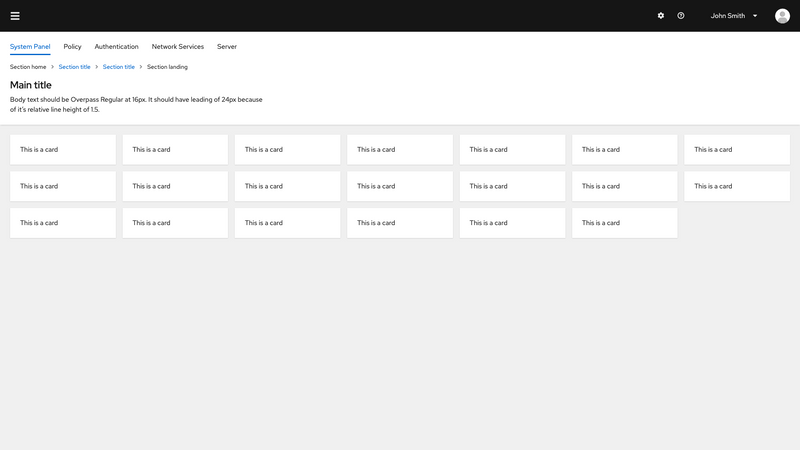 John Smith
System Panel Policy Authentication Network Services Server
Section home > Section title > Section title > Section landing
Main title
Body text should be Overpass Regular at 16px. It should have leading of 24px because
of it's relative line height of 1.5.
This is a card This is a card This is a card This is a card This is a card This is a card This is a card
This is a card This is a card This is a card This is a card This is a card This is a card This is a card
This is a card This is a card This is a card This is a card This is a card This is a card